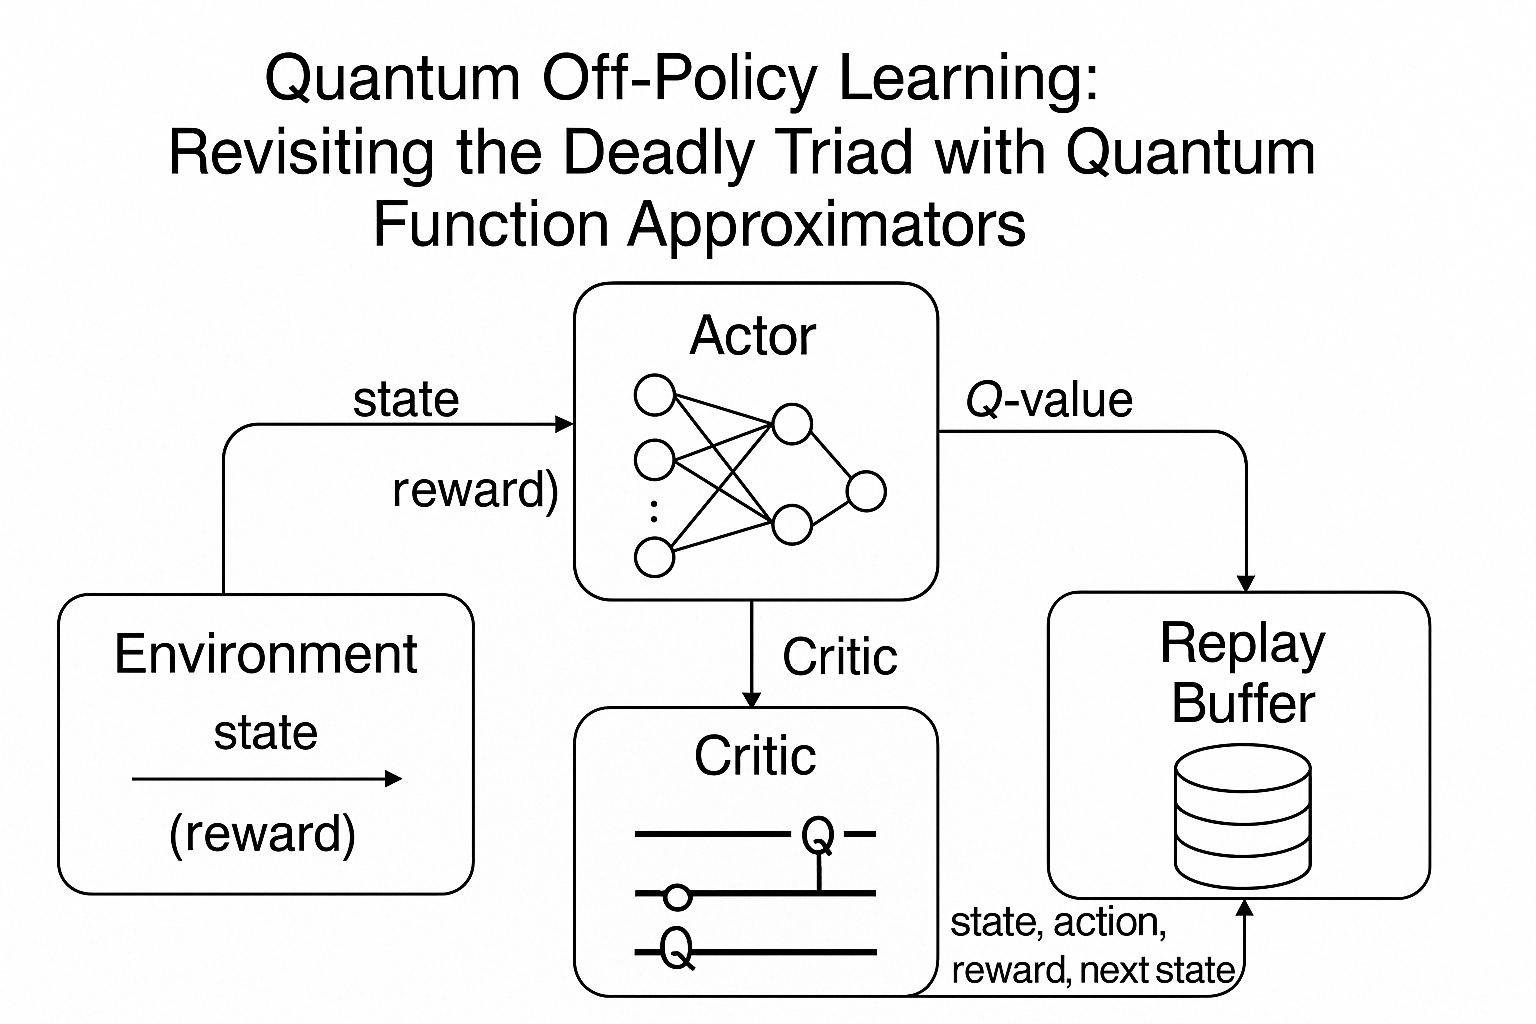 Quantum Off-Policy Learning:
Revisiting the Deadly Triad with Quantum
Function Approximators
Actor
state
reward)
Q-value
Environment
state
(reward)
Critic
Critic
Q
Q
Replay
Buffer
state, action,
reward, next state